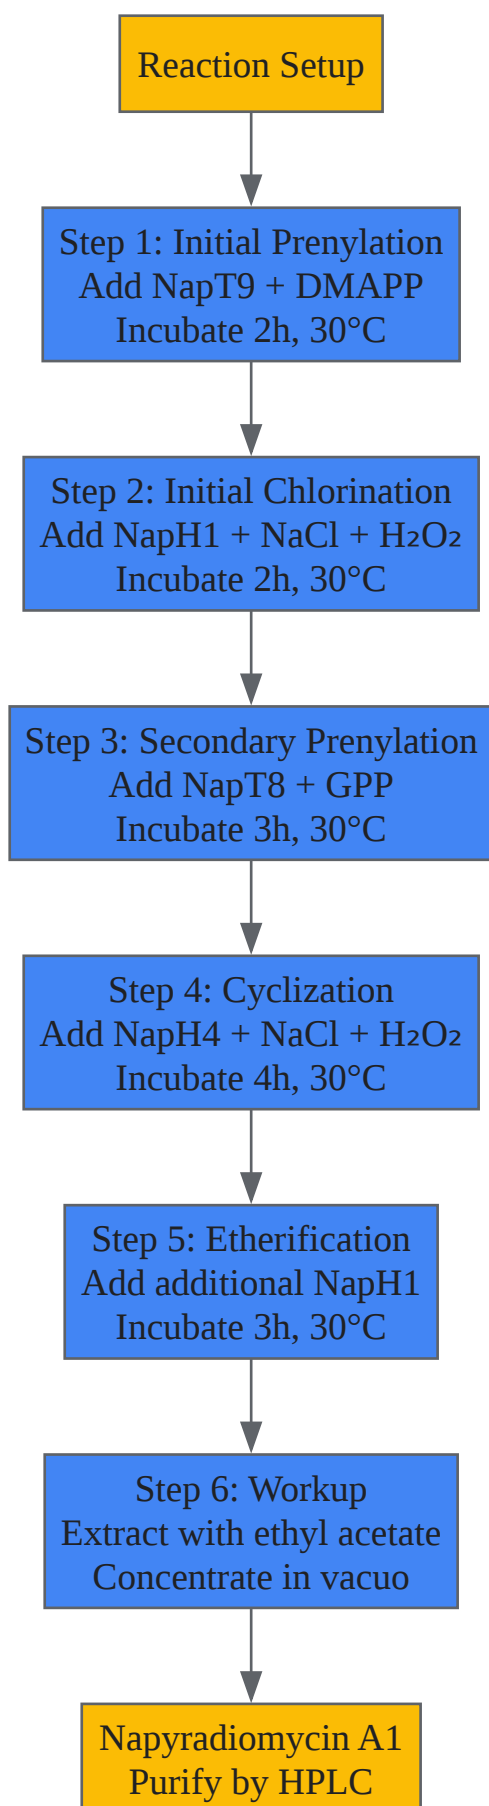 Reaction Setup
Step 1: Initial Prenylation
Add NapT9 + DMAPP
Incubate 2h, 30°C
Step 2: Initial Chlorination
Add NapH1 + NaCl + H₂O₂
Incubate 2h, 30°C
Step 3: Secondary Prenylation
Add NapT8 + GPP
Incubate 3h, 30°C
Step 4: Cyclization
Add NapH4 + NaCl + H₂O₂
Incubate 4h, 30°C
Step 5: Etherification
Add additional NapH1
Incubate 3h, 30°C
Step 6: Workup
Extract with ethyl acetate
Concentrate in vacuo
Napyradiomycin A1
Purify by HPLC